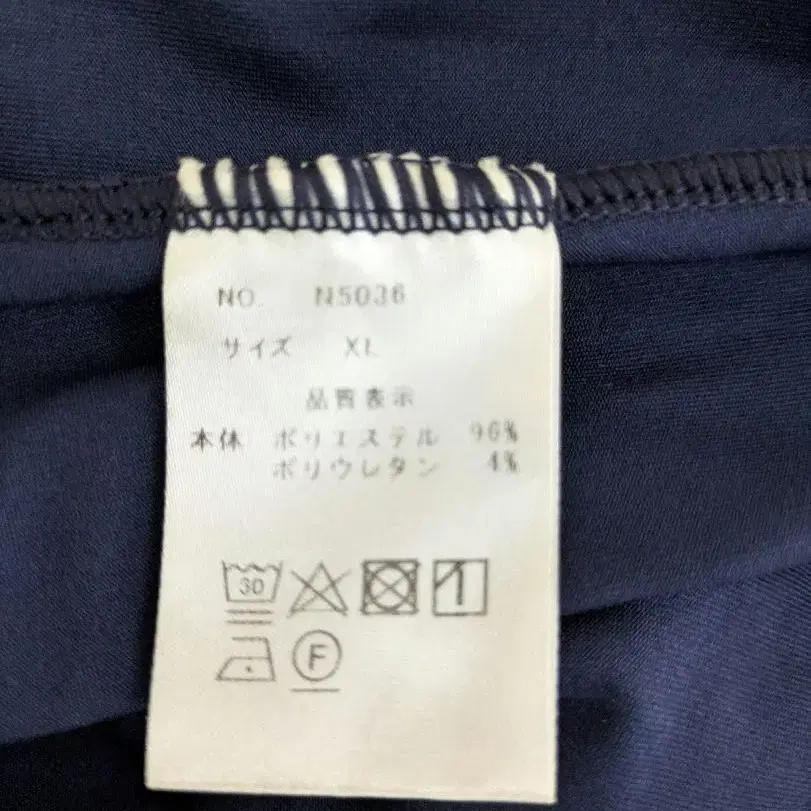 NO. N5036
サイズ XL
品質表示
本体 ポリエステル 96%
ポリウレタン 4%
30
F